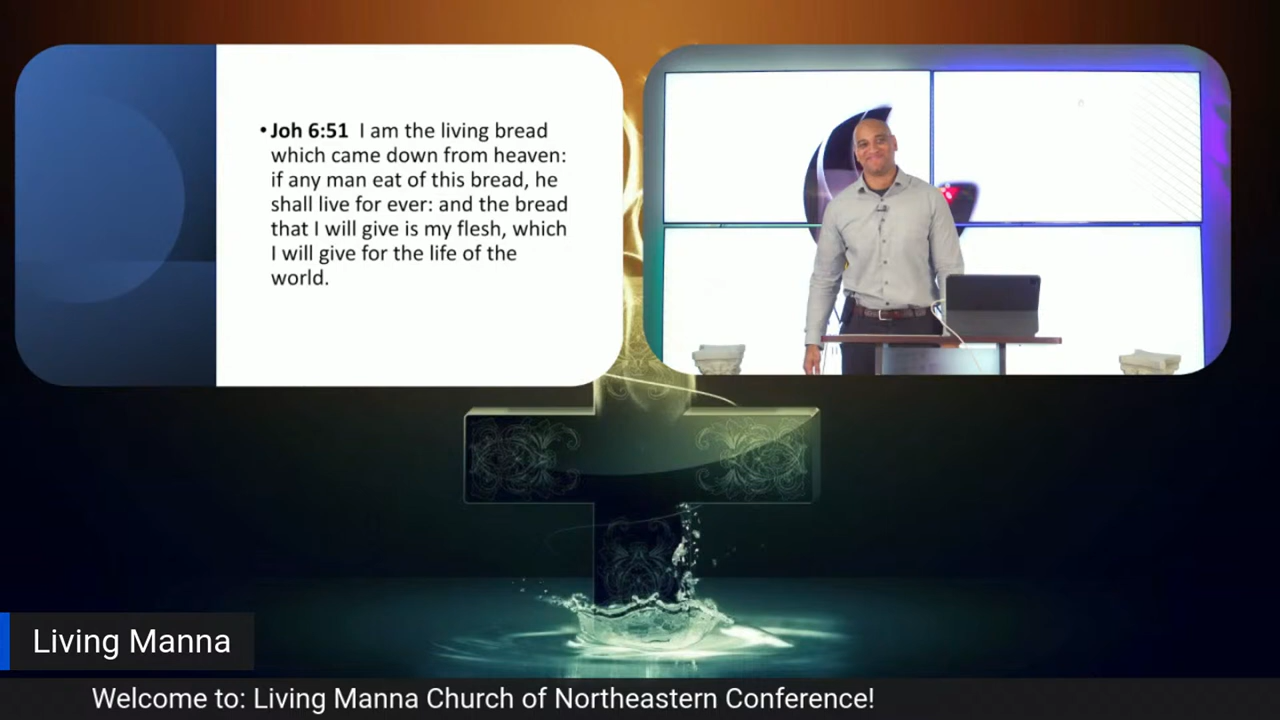 • Joh 6:51 I am the living bread
which came down from heaven:
if any man eat of this bread, he
shall live for ever: and the bread
that I will give is my flesh, which
I will give for the life of the
world.
Living Manna
Welcome to: Living Manna Church of Northeastern Conference!